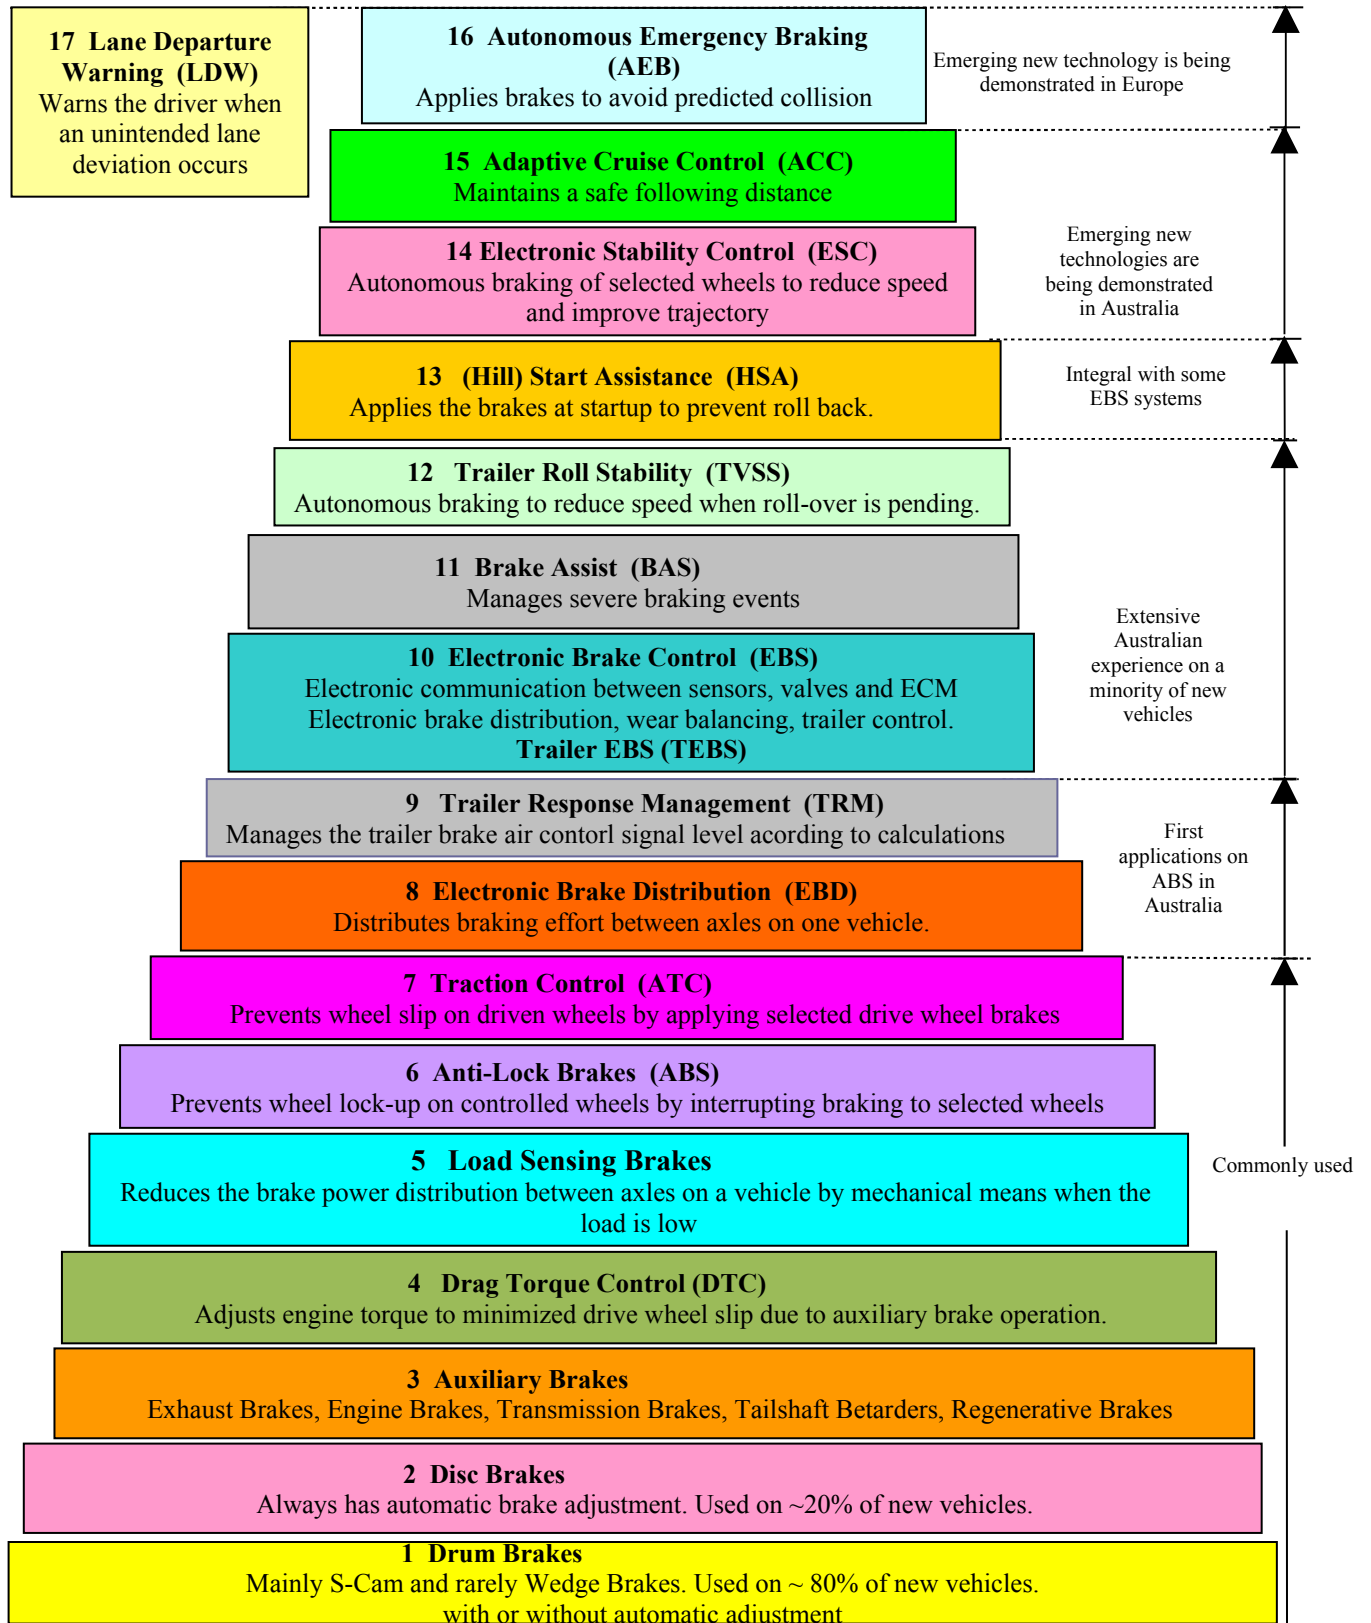 17 Lane Departure
Warning (LDW)
Warns the driver when
an unintended lane
deviation occurs
16 Autonomous Emergency Braking
(AEB)
Applies brakes to avoid predicted collision
Emerging new technology is being
demonstrated in Europe
15 Adaptive Cruise Control (ACC)
Maintains a safe following distance
14 Electronic Stability Control (ESC)
Autonomous braking of selected wheels to reduce speed
and improve trajectory
Emerging new
technologies are
being demonstrated
in Australia
13 (Hill) Start Assistance (HSA)
Applies the brakes at startup to prevent roll back.
Integral with some
EBS systems
12 Trailer Roll Stability (TVSS)
Autonomous braking to reduce speed when roll-over is pending.
11 Brake Assist (BAS)
Manages severe braking events
10 Electronic Brake Control (EBS)
Electronic communication between sensors, valves and ECM
Electronic brake distribution, wear balancing, trailer control.
Trailer EBS (TEBS)
Extensive
Australian
experience on a
minority of new
vehicles
9 Trailer Response Management (TRM)
Manages the trailer brake air contorl signal level acording to calculations
8 Electronic Brake Distribution (EBD)
Distributes braking effort between axles on one vehicle.
First
applications on
ABS in
Australia
7 Traction Control (ATC)
Prevents wheel slip on driven wheels by applying selected drive wheel brakes
6 Anti-Lock Brakes (ABS)
Prevents wheel lock-up on controlled wheels by interrupting braking to selected wheels
5 Load Sensing Brakes
Reduces the brake power distribution between axles on a vehicle by mechanical means when the
load is low
Commonly used
4 Drag Torque Control (DTC)
Adjusts engine torque to minimized drive wheel slip due to auxiliary brake operation.
3 Auxiliary Brakes
Exhaust Brakes, Engine Brakes, Transmission Brakes, Tailshaft Betarders, Regenerative Brakes
2 Disc Brakes
Always has automatic brake adjustment. Used on ~20% of new vehicles.
1 Drum Brakes
Mainly S-Cam and rarely Wedge Brakes. Used on ~ 80% of new vehicles.
with or without automatic adjustment